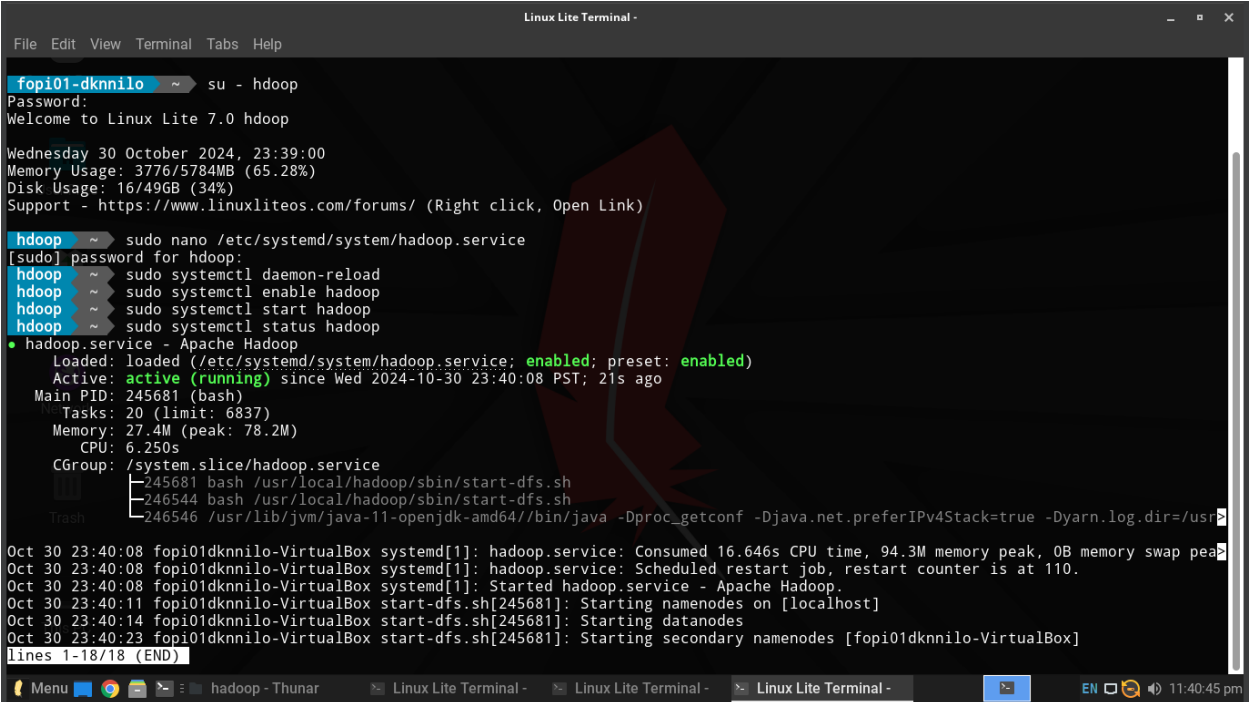 Linux Lite Terminal -
File Edit View Terminal Tabs Help
fopi01-dknnilo ~ su - hdoop
Password:
Welcome to Linux Lite 7.0 hdoop
Wednesday 30 October 2024, 23:39:00
Memory Usage: 3776/5784MB (65.28%)
Disk Usage: 16/49GB (34%)
Support - https://www.linuxliteos.com/forums/ (Right click, Open Link)
hdoop ~ sudo nano /etc/systemd/system/hadoop.service
[sudo] password for hdoop:
hdoop ~ sudo systemctl daemon-reload
hdoop ~ sudo systemctl enable hadoop
hdoop ~ sudo systemctl start hadoop
hdoop ~ sudo systemctl status hadoop
● hadoop.service - Apache Hadoop
Loaded: loaded (/etc/systemd/system/hadoop.service; enabled; preset: enabled)
Active: active (running) since Wed 2024-10-30 23:40:08 PST; 21s ago
Main PID: 245681 (bash)
Tasks: 20 (limit: 6837)
Memory: 27.4M (peak: 78.2M)
CPU: 6.250s
CGroup: /system.slice/hadoop.service
├─245681 bash /usr/local/hadoop/sbin/start-dfs.sh
├─246544 bash /usr/local/hadoop/sbin/start-dfs.sh
└─246546 /usr/lib/jvm/java-11-openjdk-amd64//bin/java -Dproc_getconf -Djava.net.preferIPv4Stack=true -Dyarn.log.dir=/usr>
Trash
Oct 30 23:40:08 fopi01dknnilo-VirtualBox systemd[1]: hadoop.service: Consumed 16.646s CPU time, 94.3M memory peak, 0B memory swap pea>
Oct 30 23:40:08 fopi01dknnilo-VirtualBox systemd[1]: hadoop.service: Scheduled restart job, restart counter is at 110.
Oct 30 23:40:08 fopi01dknnilo-VirtualBox systemd[1]: Started hadoop.service - Apache Hadoop.
Oct 30 23:40:11 fopi01dknnilo-VirtualBox start-dfs.sh[245681]: Starting namenodes on [localhost]
Oct 30 23:40:14 fopi01dknnilo-VirtualBox start-dfs.sh[245681]: Starting datanodes
Oct 30 23:40:23 fopi01dknnilo-VirtualBox start-dfs.sh[245681]: Starting secondary namenodes [fopi01dknnilo-VirtualBox]
lines 1-18/18 (END)
Menu hadoop - Thunar Linux Lite Terminal - Linux Lite Terminal - Linux Lite Terminal - EN 11:40:45 pm